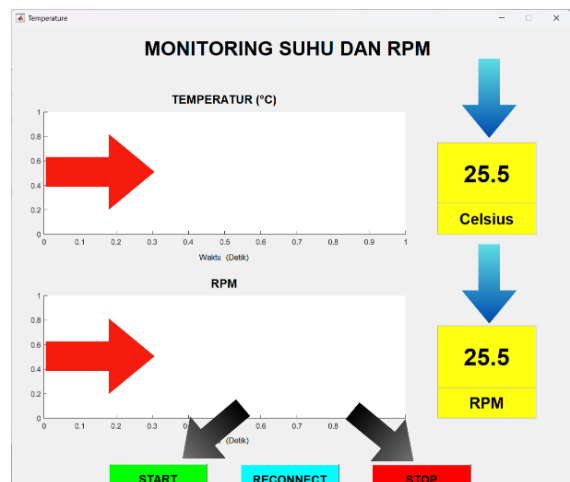 Temperature
MONITORING SUHU DAN RPM
TEMPERATUR (°C)
1
0.8
0.6
0.4
0.2
0
0 0.1 0.2 0.3 0.4 0.5 0.6 0.7 0.8 0.9 1
Waktu (Detik)
25.5
Celsius
RPM
1
0.8
0.6
0.4
0.2
0
0 0.1 0.2 0.3 0.6 0.7 0.8 1
(Detik)
25.5
RPM
START RECONNECT STOP